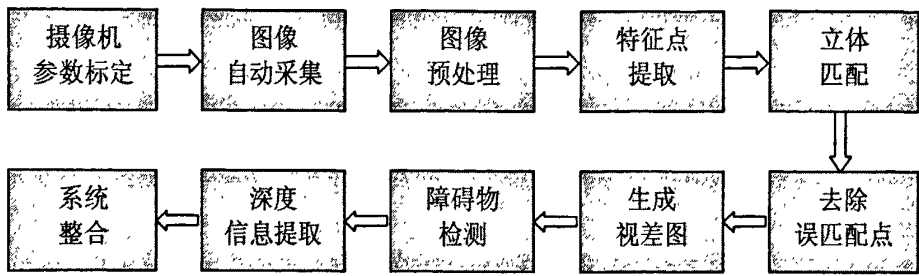 摄像机
参数标定
图像
自动采集
图像
预处理
特征点
提取
立体
匹配
去除
误匹配点
生成
视差图
障碍物
检测
深度
信息提取
系统
整合